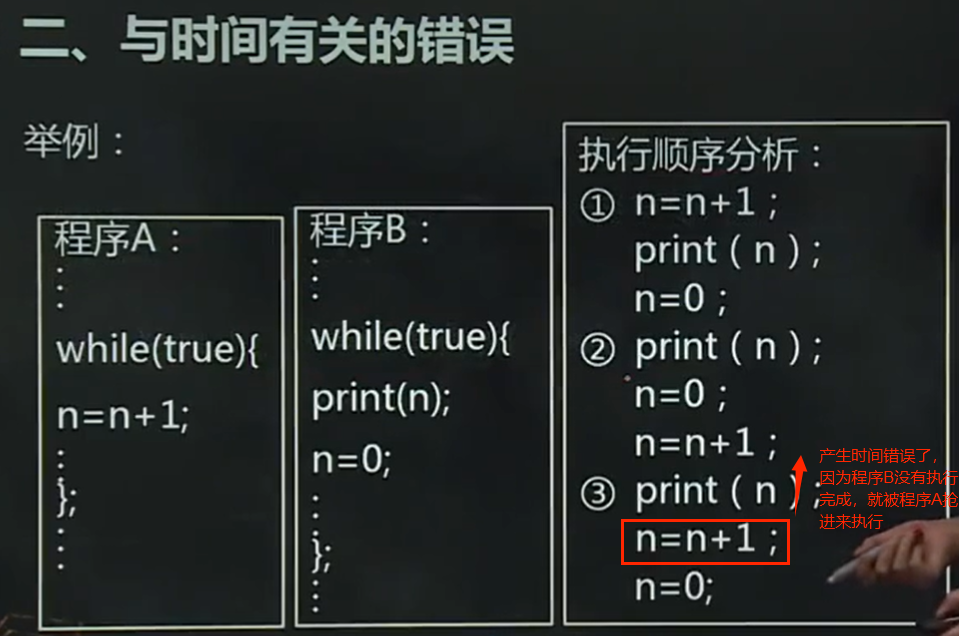 二、与时间有关的错误
举例：
程序A：
while(true){
n=n+1;
};
程序B：
while(true){
print(n);
n=0;
};
执行顺序分析：
① n=n+1；
print（n）；
n=0；
② print（n）；
n=0；
n=n+1；
③ print（n）；
n=n+1；
n=0;
产生时间错误了，
因为程序B没有执行
完成，就被程序A抢
进来执行